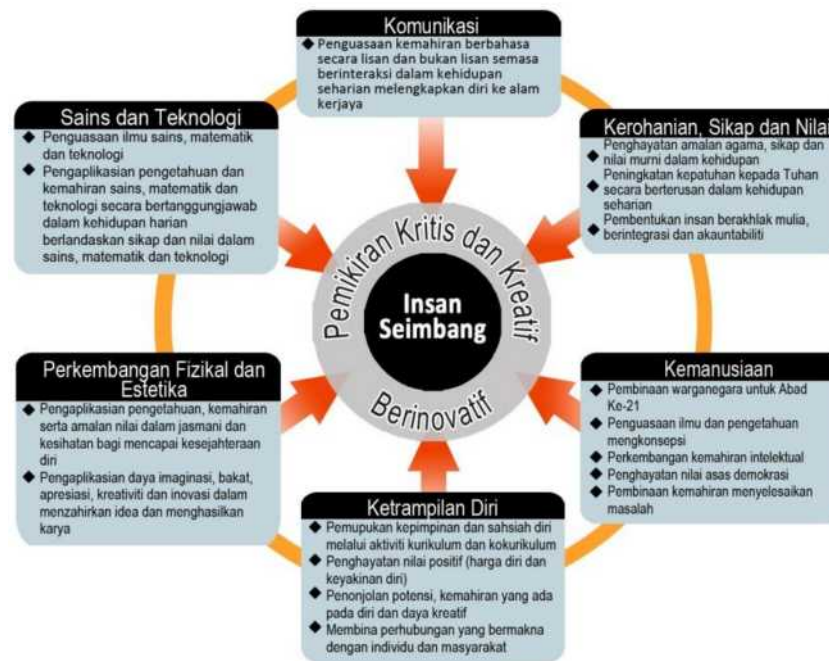 Komunikasi
◆ Penguasaan kemahiran berbahasa
secara lisan dan bukan lisan semasa
berinteraksi dalam kehidupan
seharian melengkapkan diri ke alam
kerjaya
Sains dan Teknologi
◆ Penguasaan ilmu sains, matematik
dan teknologi
◆ Pengaplikasian pengetahuan dan
kemahiran sains, matematik dan
teknologi secara bertanggungjawab
dalam kehidupan harian
berlandaskan sikap dan nilai dalam
sains, matematik dan teknologi
Kerohanian, Sikap dan Nilai
◆ Penghayatan amalan agama, sikap dan
nilai murni dalam kehidupan
Peningkatan kepatuhan kepada Tuhan
◆ secara berterusan dalam kehidupan
seharian
Pembentukan insan berakhlak mulia,
◆ berintegrasi dan akauntabiliti
Pemikiran Kritis dan Kreatif
Insan
Seimbang
Berinovatif
Perkembangan Fizikal dan
Estetika
◆ Pengaplikasian pengetahuan, kemahiran
serta amalan nilai dalam jasmani dan
kesihatan bagi mencapai kesejahteraan
diri
◆ Pengaplikasian daya imaginasi, bakat,
apresiasi, kreativiti dan inovasi dalam
menzahirkan idea dan menghasilkan
karya
Kemanusiaan
◆ Pembinaan warganegara untuk Abad
Ke-21
◆ Penguasaan ilmu dan pengetahuan
mengkonsepsi
◆ Perkembangan kemahiran intelektual
◆ Penghayatan nilai asas demokrasi
◆ Pembinaan kemahiran menyelesaikan
masalah
Ketrampilan Diri
◆ Pemupukan kepimpinan dan sahsiah diri
melalui aktiviti kurikulum dan kokurikulum
◆ Penghayatan nilai positif (harga diri dan
keyakinan diri)
◆ Penonjolan potensi, kemahiran yang ada
pada diri dan daya kreatif
◆ Membina perhubungan yang bermakna
dengan individu dan masyarakat